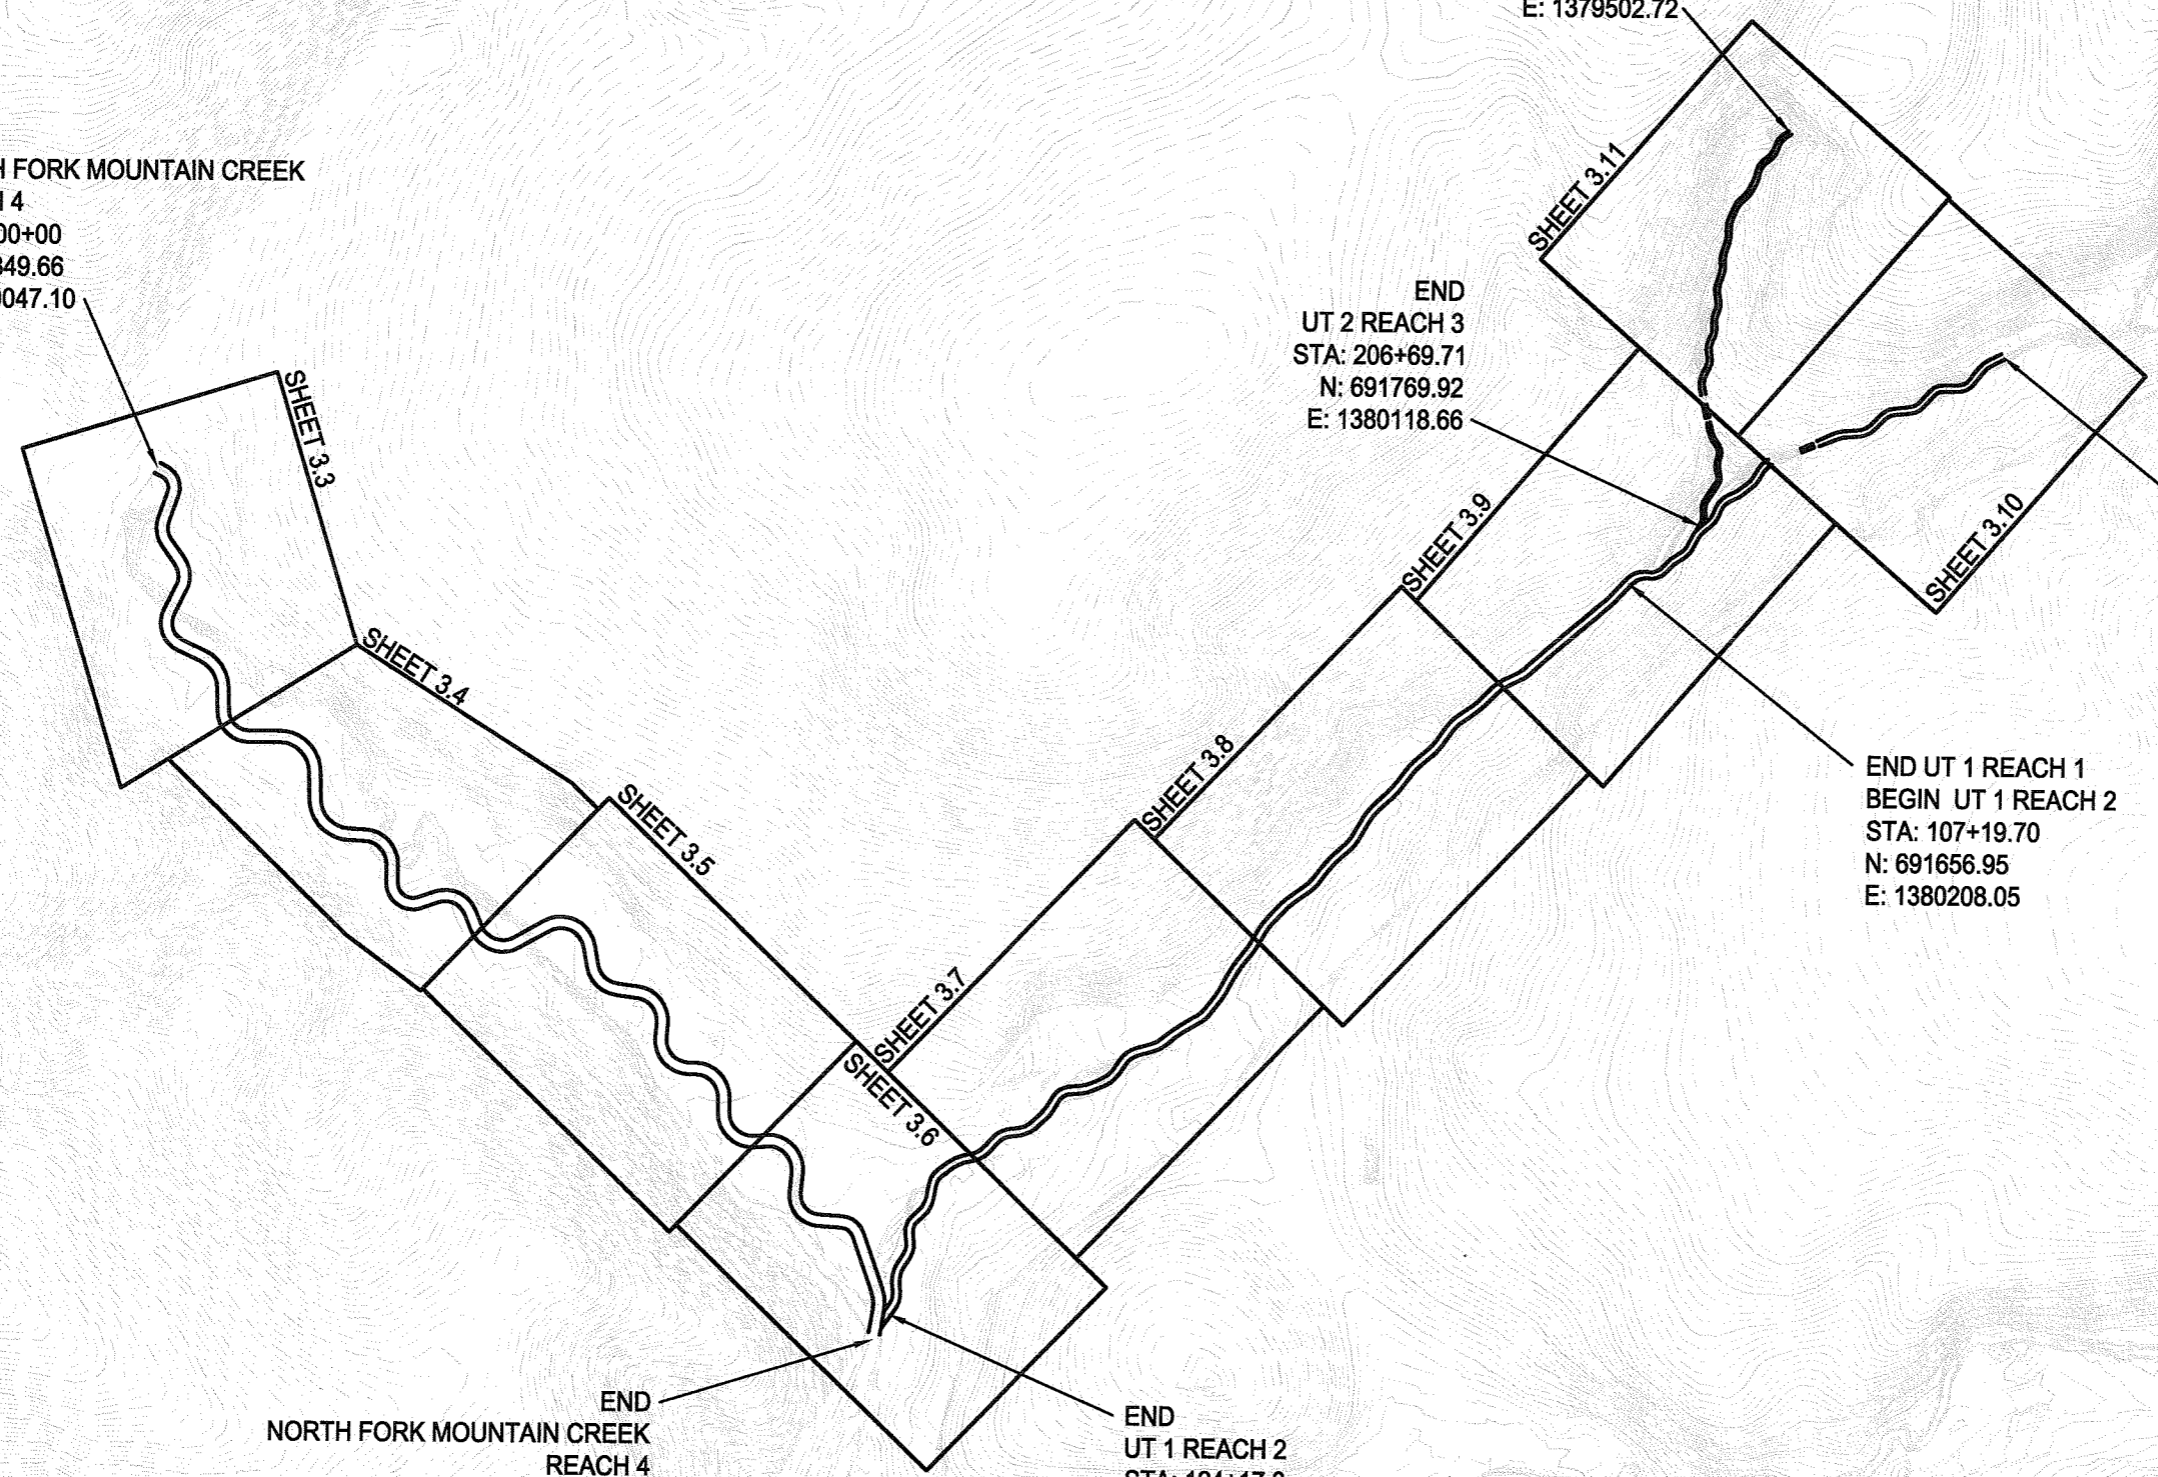 E: 1379502.72
FORK MOUNTAIN CREEK
4
00+00
349.66
047.10
SHEET 3.11
END
UT 2 REACH 3
STA: 206+69.71
N: 691769.92
E: 1380118.66
SHEET 3.3
SHEET 3.9
SHEET 3.10
SHEET 3.4
SHEET 3.8
SHEET 3.5
END UT 1 REACH 1
BEGIN UT 1 REACH 2
STA: 107+19.70
N: 691656.95
E: 1380208.05
SHEET 3.7
SHEET 3.6
END
NORTH FORK MOUNTAIN CREEK
REACH 4
END
UT 1 REACH 2